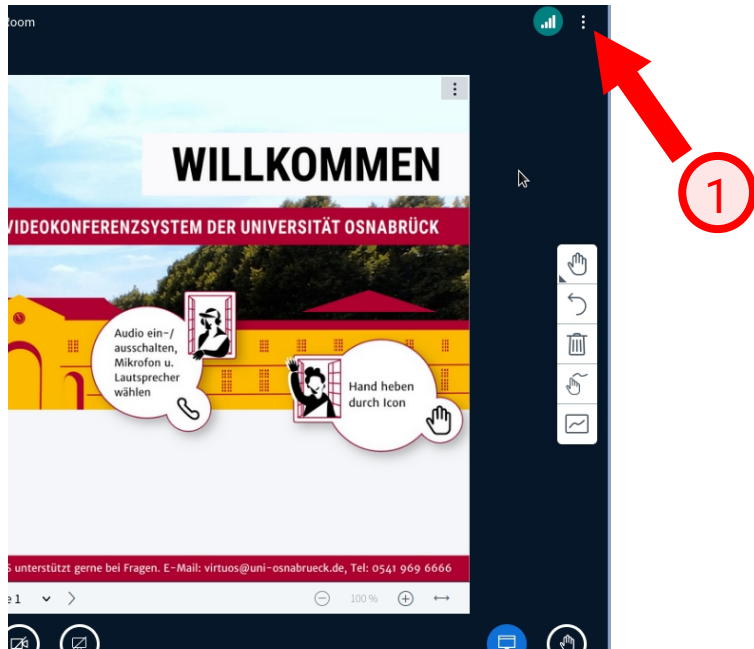 Room
1
WILLKOMMEN
VIDEOKONFERENZSYSTEM DER UNIVERSITÄT OSNABRÜCK
Audio ein-/
ausschalten,
Mikrofon u.
Lautsprecher
wählen
Hand heben
durch Icon
S unterstützt gerne bei Fragen. E-Mail: virtuos@uni-osnabrueck.de, Tel: 0541 969 6666
e 1
100 %